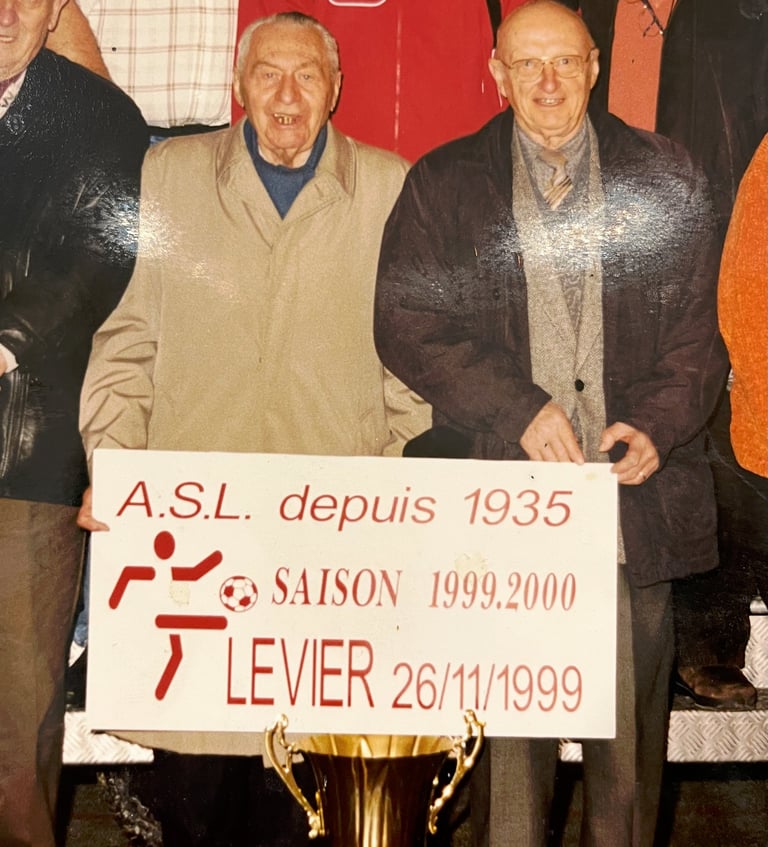 A.S.L. depuis 1935
SAISON 1999.2000
LEVIER 26/11/1999